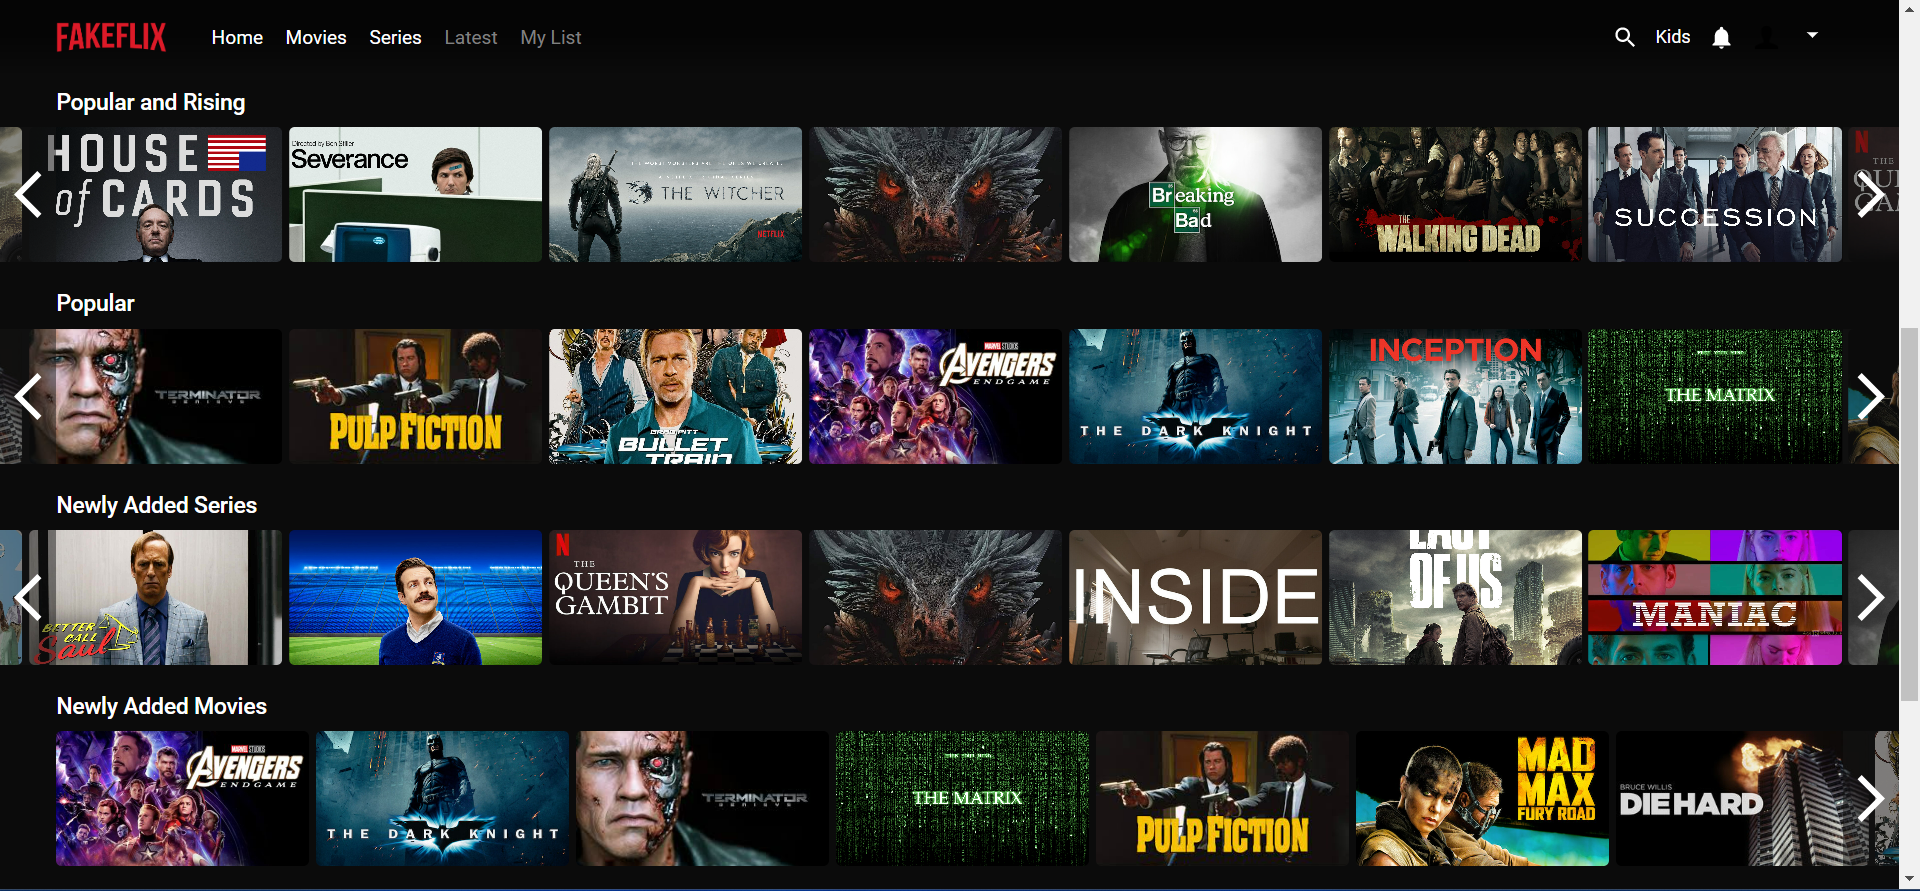 FAKEFLIX
Home
Movies
Series
Latest
My List
Kids
Popular and Rising
HOUSE
of CARDS
Directed by Ben Stiller
Severance
THE WITCHER
NETFLIX
Breaking
Bad
THE
WALKING DEAD
SUCCESSION
N
THE
Popular
TERMINATOR
PULP FICTION
BRAD PITT
BULLET
TRAIN
MARVEL STUDIOS
AVENGERS
ENDGAME
THE DARK KNIGHT
INCEPTION
THE MATRIX
Newly Added Series
BETTER
CALL
Saul
N
THE
QUEEN'S
GAMBIT
INSIDE
LAST
OF US
MANIAC
Newly Added Movies
MARVEL STUDIOS
AVENGERS
ENDGAME
THE DARK KNIGHT
TERMINATOR
THE MATRIX
PULP FICTION
MAD
MAX
FURY ROAD
BRUCE WILLIS
DIE HARD